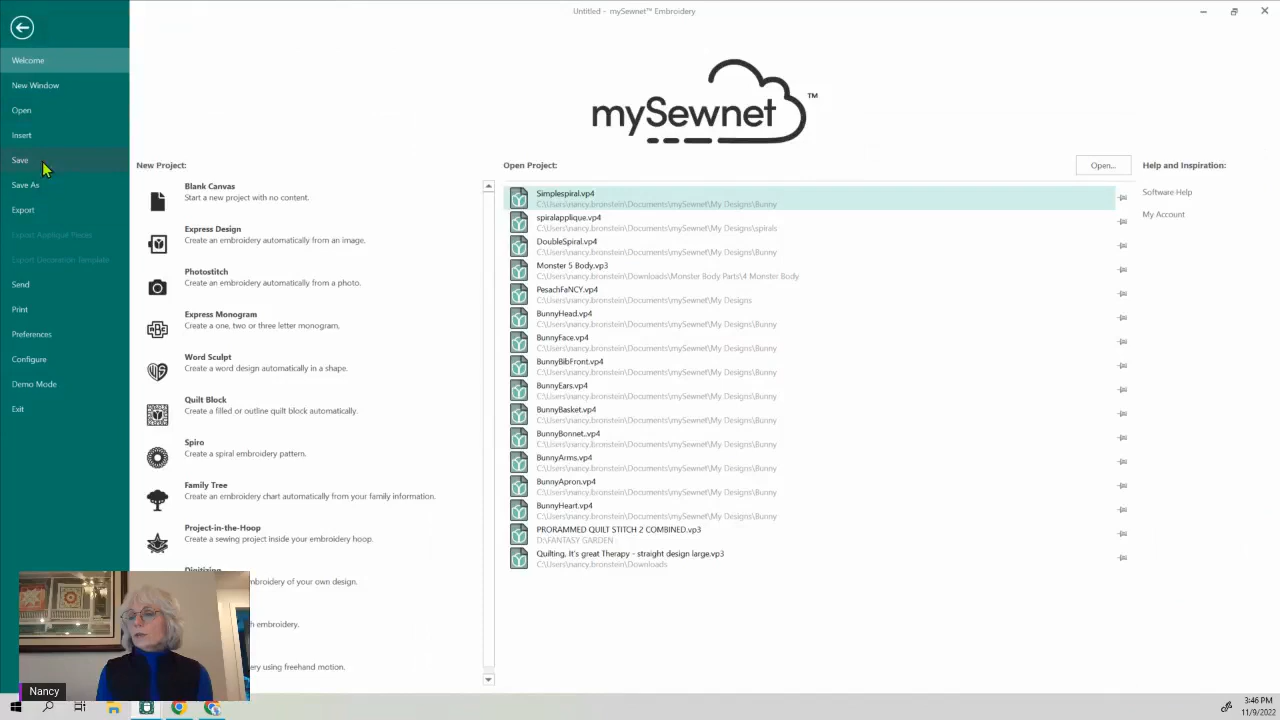 Untitled - mySewnet™ Embroidery
Welcome
New Window
Open
Insert
Save
Save As
Export
Export Appliqué Pieces
Export Decoration Template
Send
Print
Preferences
Configure
Demo Mode
Exit
mySewnet™
New Project:
Blank Canvas
Start a new project with no content.
Express Design
Create an embroidery automatically from an image.
Photostitch
Create an embroidery automatically from a photo.
Express Monogram
Create a one, two or three letter monogram.
Word Sculpt
Create a word design automatically in a shape.
Quilt Block
Create a filled or outline quilt block automatically.
Spiro
Create a spiral embroidery pattern.
Family Tree
Create an embroidery chart automatically from your family information.
Project-in-the-Hoop
Create a sewing project inside your embroidery hoop.
Digitizing
mbroidery of your own design.
h embroidery.
ery using freehand motion.
Open Project:
Open...
Simplespiral.vp4
C:\Users\nancy.bronstein\Documents\mySewnet\My Designs\Bunny
spiralapplique.vp4
C:\Users\nancy.bronstein\Documents\mySewnet\My Designs\spirals
DoubleSpiral.vp4
C:\Users\nancy.bronstein\Documents\mySewnet\My Designs\Bunny
Monster 5 Body.vp3
C:\Users\nancy.bronstein\Downloads\Monster Body Parts\4 Monster Body
PesachFaNCY.vp4
C:\Users\nancy.bronstein\Documents\mySewnet\My Designs
BunnyHead.vp4
C:\Users\nancy.bronstein\Documents\mySewnet\My Designs\Bunny
BunnyFace.vp4
C:\Users\nancy.bronstein\Documents\mySewnet\My Designs\Bunny
BunnyBibFront.vp4
C:\Users\nancy.bronstein\Documents\mySewnet\My Designs\Bunny
BunnyEars.vp4
C:\Users\nancy.bronstein\Documents\mySewnet\My Designs\Bunny
BunnyBasket.vp4
C:\Users\nancy.bronstein\Documents\mySewnet\My Designs\Bunny
BunnyBonnet..vp4
C:\Users\nancy.bronstein\Documents\mySewnet\My Designs\Bunny
BunnyArms.vp4
C:\Users\nancy.bronstein\Documents\mySewnet\My Designs\Bunny
BunnyApron.vp4
C:\Users\nancy.bronstein\Documents\mySewnet\My Designs\Bunny
BunnyHeart.vp4
C:\Users\nancy.bronstein\Documents\mySewnet\My Designs\Bunny
PRORAMMED QUILT STITCH 2 COMBINED.vp3
D:\FANTASY GARDEN .
Quilting, It's great Therapy - straight design large.vp3
C:\Users\nancy.bronstein\Downloads
Help and Inspiration:
Software Help
My Account
Nancy
3:46 PM
11/9/2022